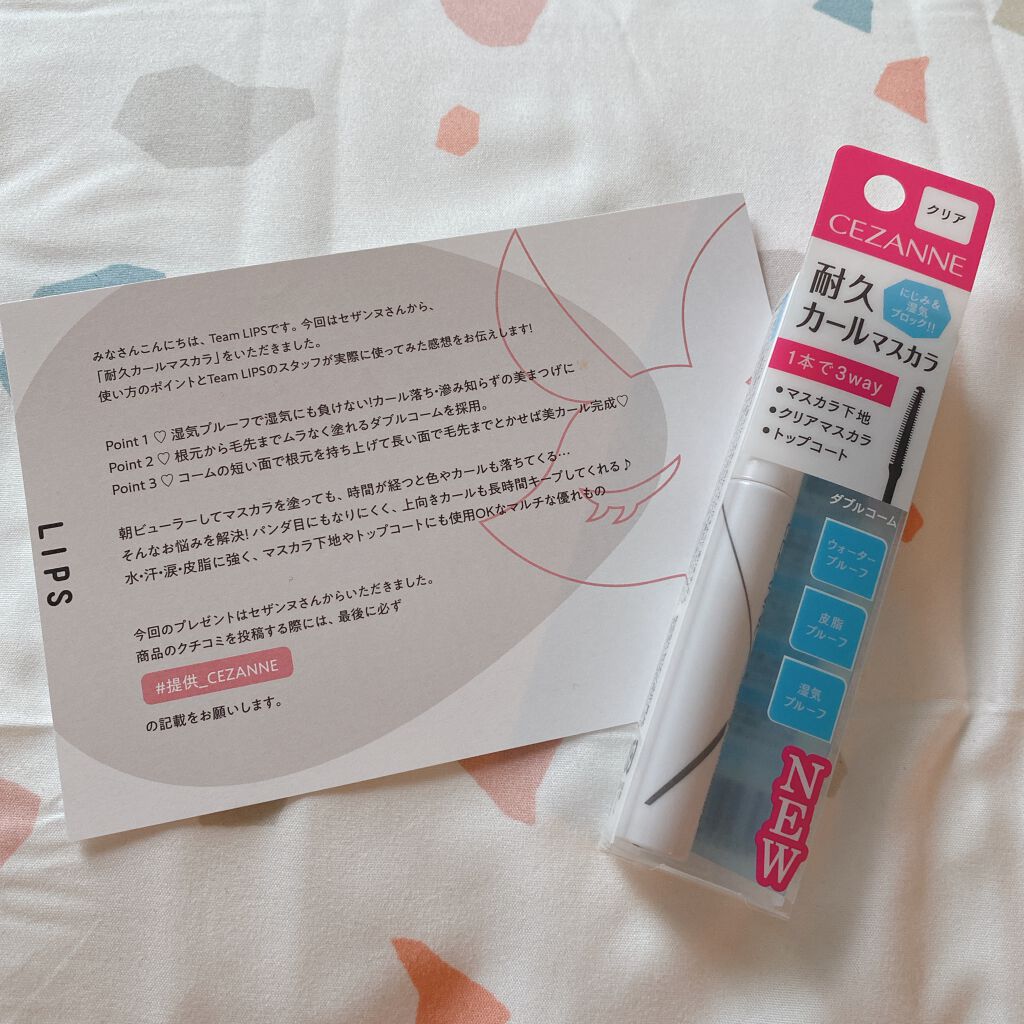 みなさんこんにちは、Team LIPSです。今回はセザンヌさんから、
「耐久カールマスカラ」をいただきました。
使い方のポイントとTeam LIPSのスタッフが実際に使ってみた感想をお伝えします!
Point 1 ♡ 湿気プルーフで湿気にも負けない!カール落ち・滲み知らずの美まつげに
Point 2 ♡ 根元から毛先までムラなく塗れるダブルコームを採用。
Point 3 ♡ コームの短い面で根元を持ち上げて長い面で毛先までとかせば美カール完成♡
朝ビューラーしてマスカラを塗っても、時間が経つと色やカールも落ちてくる…
そんなお悩みを解決! パンダ目にもなりにくく、上向きカールも長時間キープしてくれる♪
水・汗・涙・皮脂に強く、マスカラ下地やトップコートにも使用OKなマルチな優れもの
今回のプレゼントはセザンヌさんからいただきました。
商品のクチコミを投稿する際には、最後に必ず
#提供_CEZANNE
の記載をお願いします。
LIPS
クリア
CEZANNE
耐久
カールマスカラ
にじみ&
湿気
ブロック!!
1本で3way
•マスカラ下地
•クリアマスカラ
•トップコート
ダブルコーム
ウォーター
プルーフ
皮脂
プルーフ
湿気
プルーフ
NEW